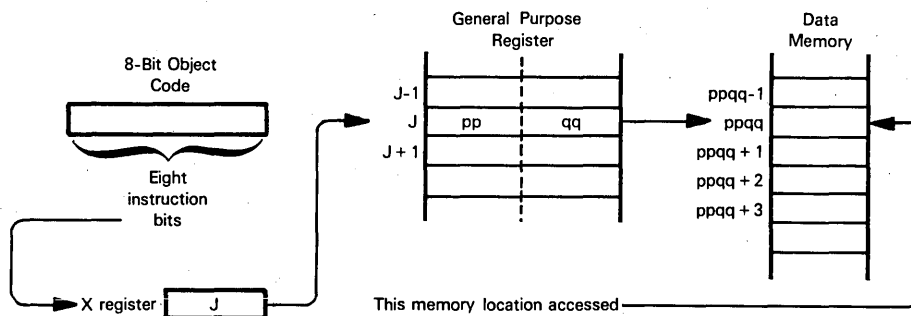 General Purpose
Register
Data
Memory
8-Bit Object
Code
J-1
J
J + 1
pp
qq
ppqq-1
ppqq
ppqq + 1
ppqq + 2
ppqq + 3
Eight
instruction
bits
X register
J
This memory location accessed